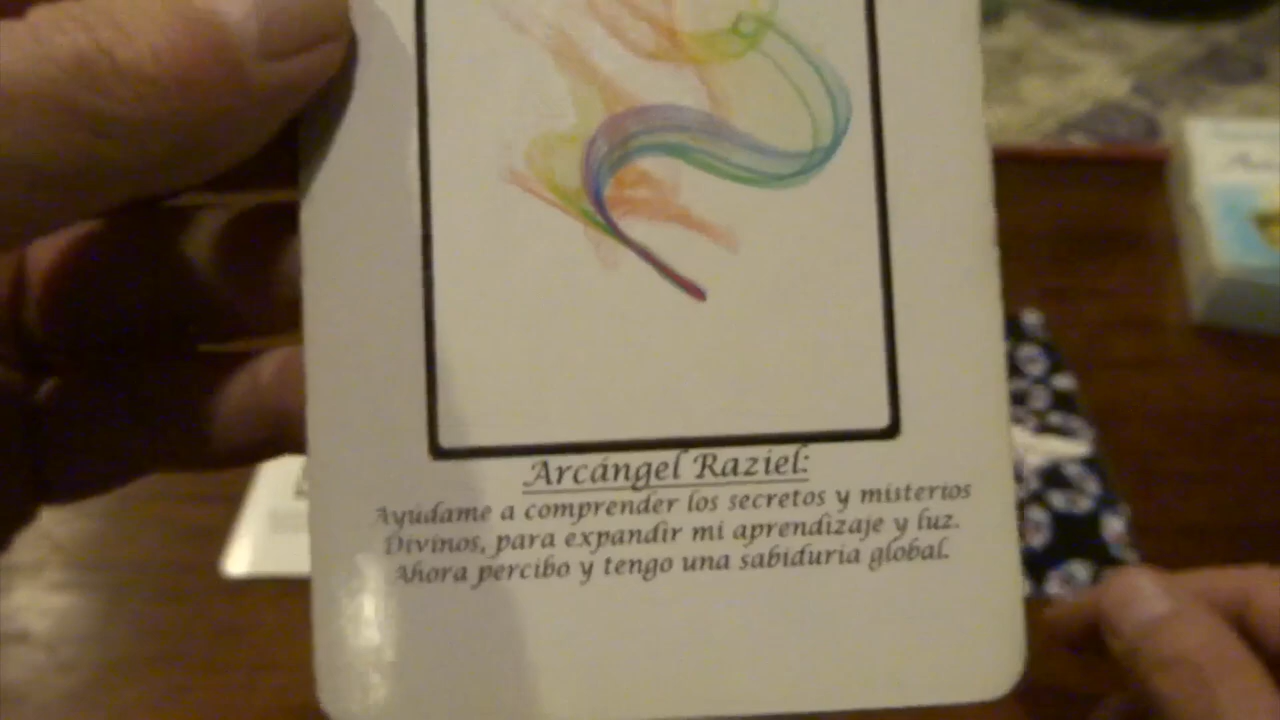 Arcángel Raziel:
Ayúdame a comprender los secretos y misterios
Divinos, para expandir mi aprendizaje y luz.
Ahora percibo y tengo una sabiduría global.